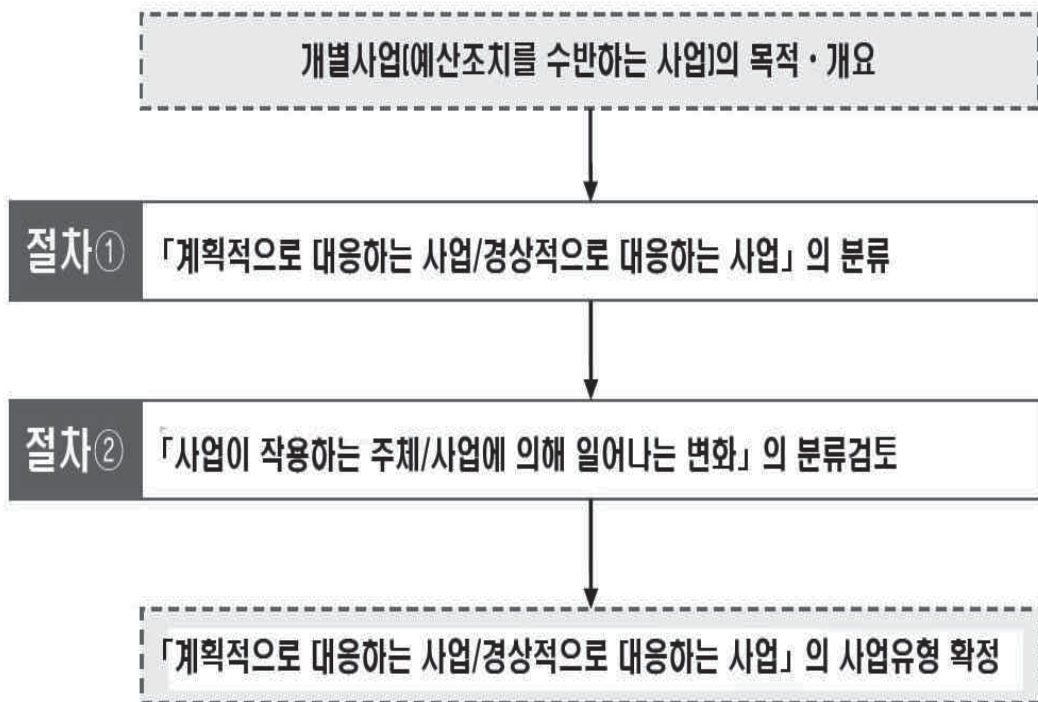 개별사업(예산조치를 수반하는 사업)의 목적・개요
절차① 「계획적으로 대응하는 사업/경상적으로 대응하는 사업」의 분류
절차② 「사업이 작용하는 주체/사업에 의해 일어나는 변화」의 분류검토
「계획적으로 대응하는 사업/경상적으로 대응하는 사업」의 사업유형 확정